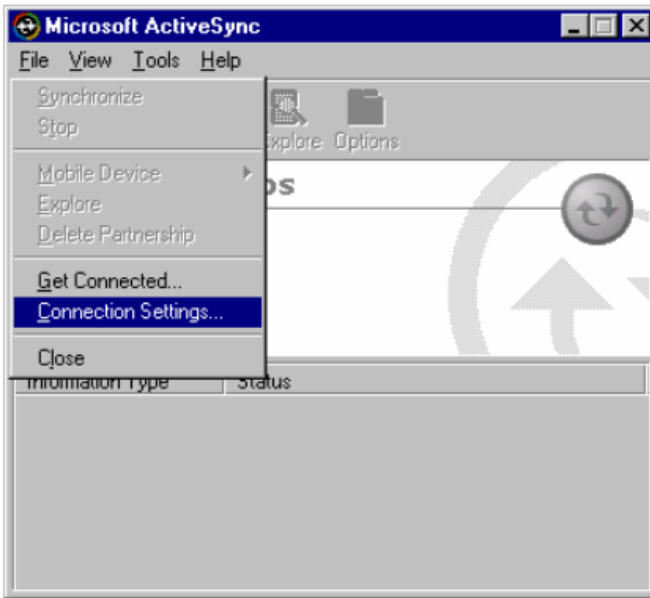 Microsoft ActiveSync
File View Tools Help
Synchronize
Stop
Explore Options
Mobile Device
Explore
Delete Partnership
Get Connected...
Connection Settings...
Close
Information Type Status